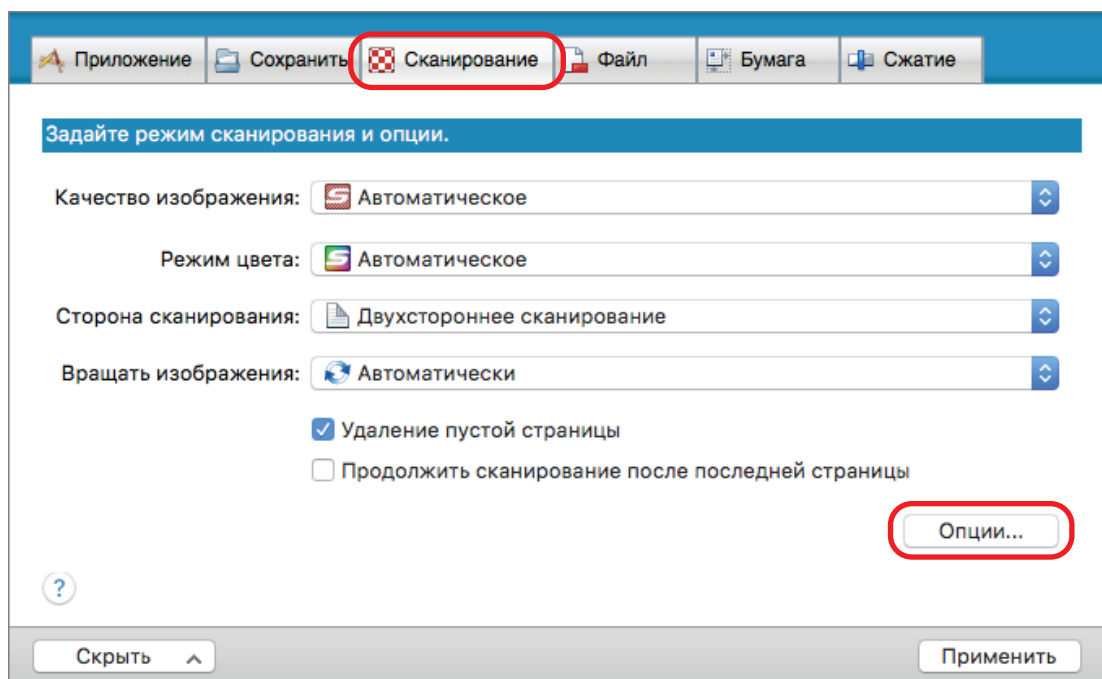 Приложение Сохранить Сканирование Файл Бумага Сжатие
Задайте режим сканирования и опции.
Качество изображения: Автоматическое
Режим цвета: Автоматическое
Сторона сканирования: Двухстороннее сканирование
Вращать изображения: Автоматически
Удаление пустой страницы
Продолжить сканирование после последней страницы
Опции...
?
Скрыть Применить